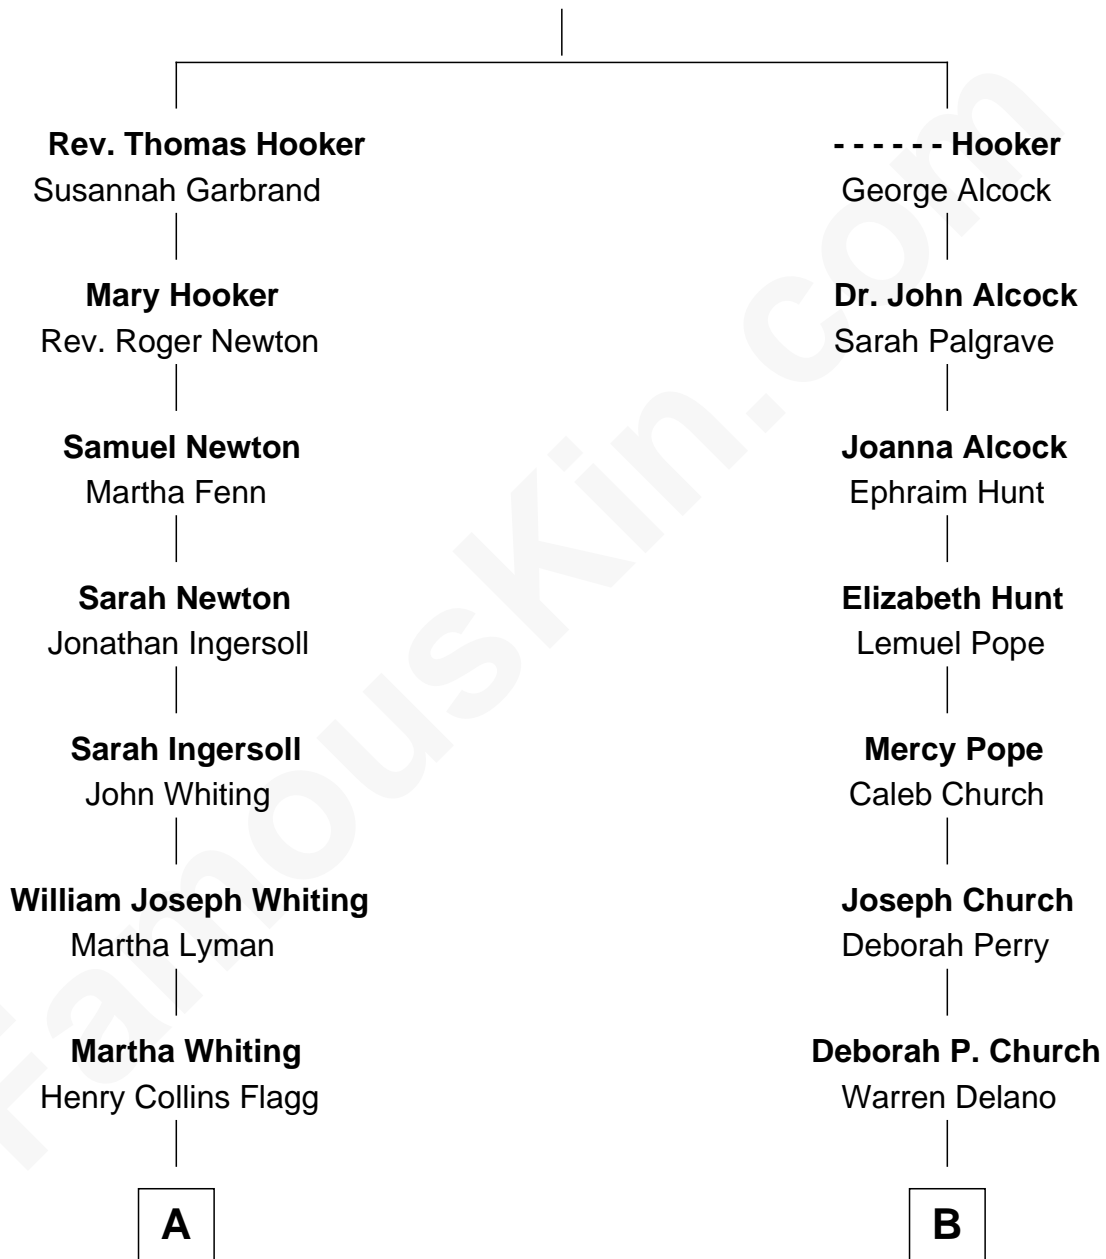 Rev. Thomas Hooker
Susannah Garbrand
Mary Hooker
Rev. Roger Newton
Samuel Newton
Martha Fenn
Sarah Newton
Jonathan Ingersoll
Sarah Ingersoll
John Whiting
William Joseph Whiting
Martha Lyman
Martha Whiting
Henry Collins Flagg
A
- - - - - - Hooker
George Alcock
Dr. John Alcock
Sarah Palgrave
Joanna Alcock
Ephraim Hunt
Elizabeth Hunt
Lemuel Pope
Mercy Pope
Caleb Church
Joseph Church
Deborah Perry
Deborah P. Church
Warren Delano
B
FamousKin.com